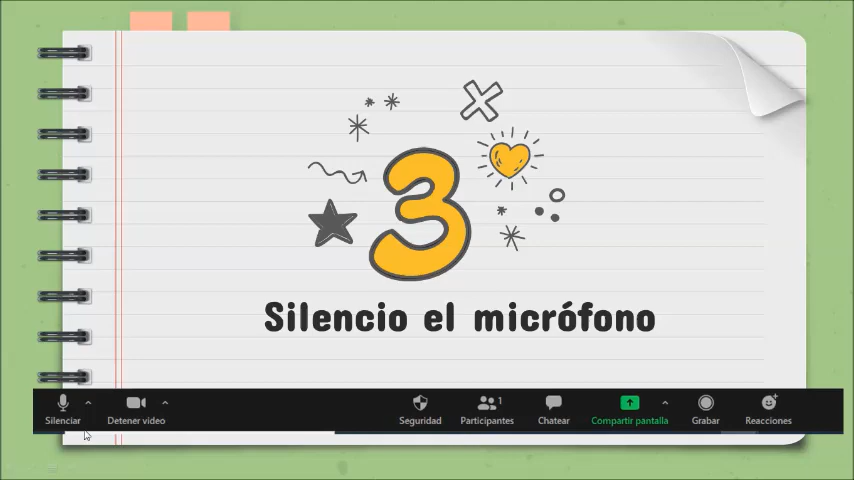 3
Silencio el micrófono
Silenciar
Detener video
Seguridad
1
Participantes
Chatear
Compartir pantalla
Grabar
Reacciones